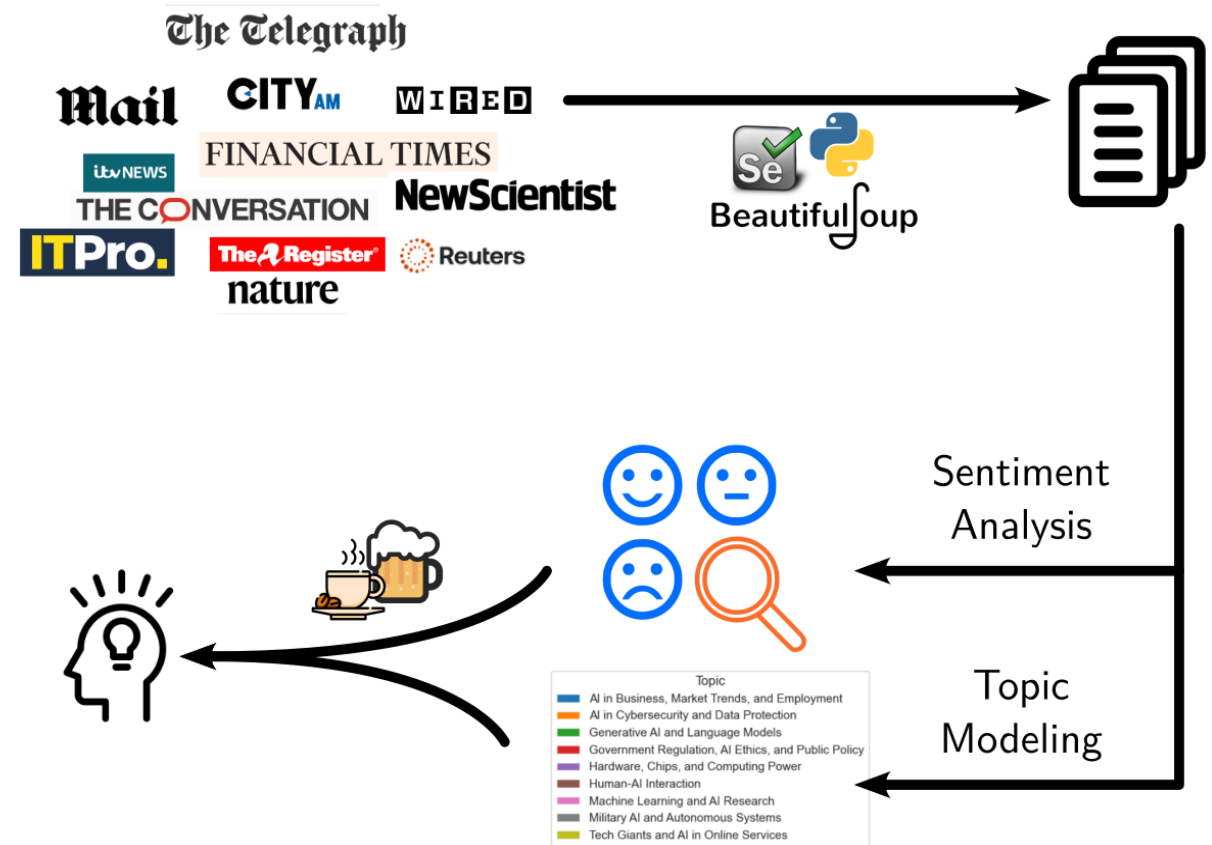 The Telegraph
Mail
CITY AM
WIRED
FINANCIAL TIMES
itv NEWS
NewScientist
THE CONVERSATION
ITPro.
The Register
Reuters
nature
Se
BeautifulSoup
Sentiment
Analysis
Topic
Modeling
Topic
AI in Business, Market Trends, and Employment
AI in Cybersecurity and Data Protection
Generative AI and Language Models
Government Regulation, AI Ethics, and Public Policy
Hardware, Chips, and Computing Power
Human-AI Interaction
Machine Learning and AI Research
Military AI and Autonomous Systems
Tech Giants and AI in Online Services